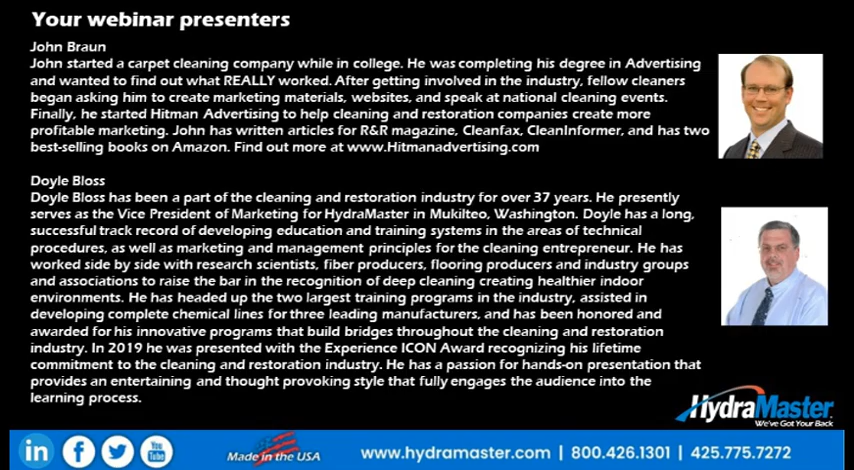 Your webinar presenters
John Braun
John started a carpet cleaning company while in college. He was completing his degree in Advertising
and wanted to find out what REALLY worked. After getting involved in the industry, fellow cleaners
began asking him to create marketing materials, websites, and speak at national cleaning events.
Finally, he started Hitman Advertising to help cleaning and restoration companies create more
profitable marketing. John has written articles for R&R magazine, Cleanfax, CleanInformer, and has two
best-selling books on Amazon. Find out more at www.Hitmanadvertising.com
Doyle Bloss
Doyle Bloss has been a part of the cleaning and restoration industry for over 37 years. He presently
serves as the Vice President of Marketing for HydraMaster in Mukilteo, Washington. Doyle has a long,
successful track record of developing education and training systems in the areas of technical
procedures, as well as marketing and management principles for the cleaning entrepreneur. He has
worked side by side with research scientists, fiber producers, flooring producers and industry groups
and associations to raise the bar in the recognition of deep cleaning creating healthier indoor
environments. He has headed up the two largest training programs in the industry, assisted in
developing complete chemical lines for three leading manufacturers, and has been honored and
awarded for his innovative programs that build bridges throughout the cleaning and restoration
industry. In 2019 he was presented with the Experience ICON Award recognizing his lifetime
commitment to the cleaning and restoration industry. He has a passion for hands-on presentation that
provides an entertaining and thought provoking style that fully engages the audience into the
learning process.
HydraMaster
We've Got Your Back
in f You Tube Made in the USA www.hydramaster.com | 800.426.1301 | 425.775.7272